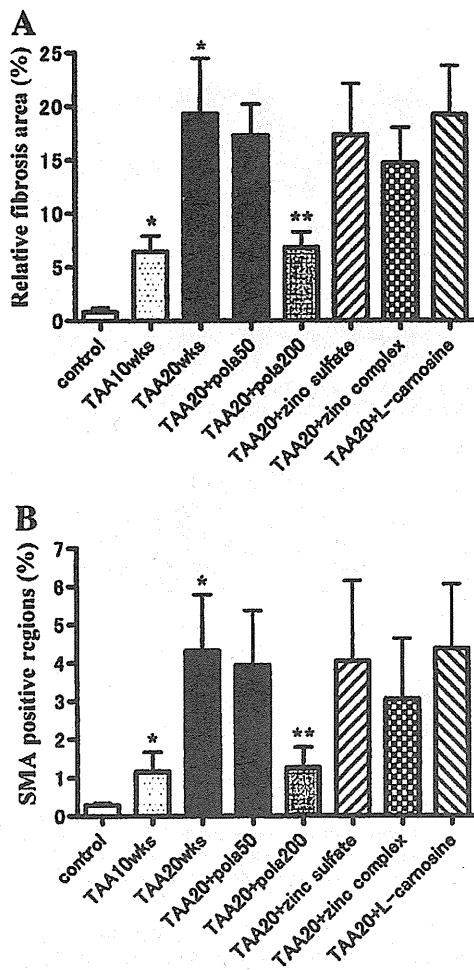 A
Relative fibrosis area (%)
25
20
15
10
5
0
*
*
**
control
TAA10wks
TAA20wks
TAA20+pola50
TAA20+pola200
TAA20+zinc sulfate
TAA20+zinc complex
TAA20+L-carnosine
B
SMA positive regions (%)
7
6
5
4
3
2
1
0
*
*
**
control
TAA10wks
TAA20wks
TAA20+pola50
TAA20+pola200
TAA20+zinc sulfate
TAA20+zinc complex
TAA20+L-carnosine